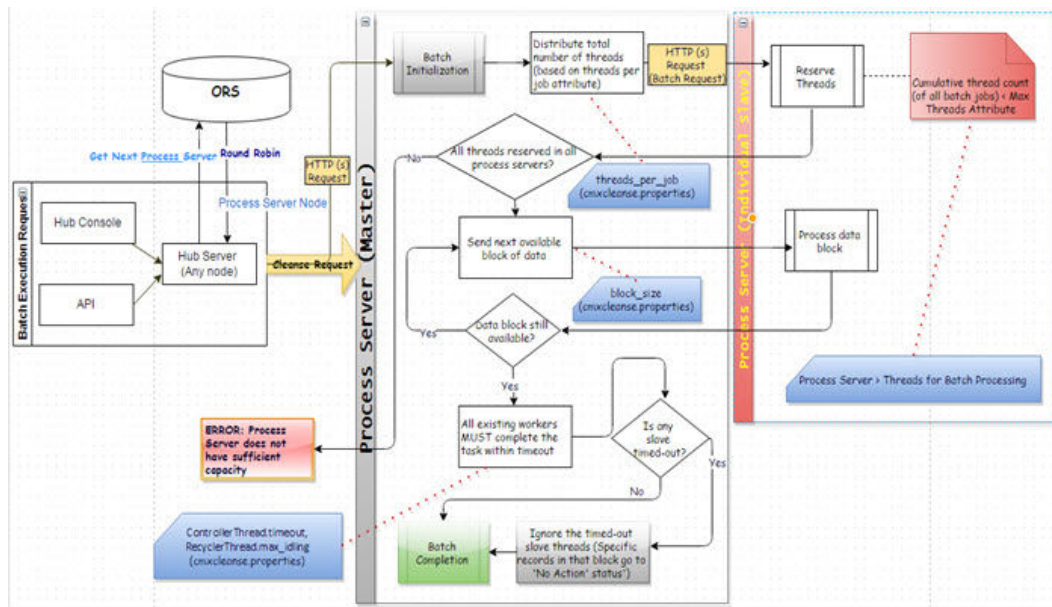 ORS
Get Next Process Server
Round Robin
Process Server Node
Batch Execution Request
Hub Console
API
Hub Server
(Any node)
Cleanse Request
HTTP (s)
Request
ERROR: Process
Server does not
have sufficient
capacity
ControllerThread.timeout,
RecyclerThread.max_idling
(cmxcleanse.properties)
Process Server (Master)
Batch
Initialization
Distribute total
number of threads
(based on threads per
job attribute)
HTTP (s)
Request
(Batch Request)
All threads reserved in all
process servers?
No
threads_per_job
(cmxcleanse.properties)
Send next available
block of data
block_size
(cmxcleanse.properties)
Data block still
available?
Yes
Yes
All existing workers
MUST complete the
task within timeout
Is any
slave
timed-out?
Yes
No
Batch
Completion
Ignore the timed-out
slave threads (Specific
records in that block go to
"No Action" status")
Process Server (Individual slave)
Reserve
Threads
Cumulative thread count
(of all batch jobs) < Max
Threads Attribute
Process data
block
Process Server > Threads for Batch Processing